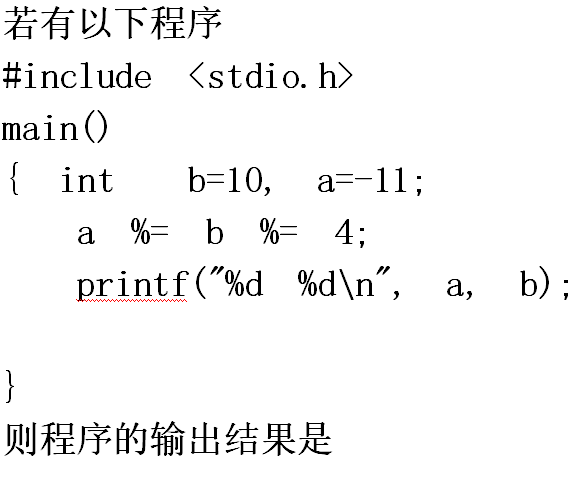 若有以下程序
#include <stdio.h>
main()
{ int b=10, a=-11;
a %= b %= 4;
printf("%d %d\n", a, b);
}
则程序的输出结果是